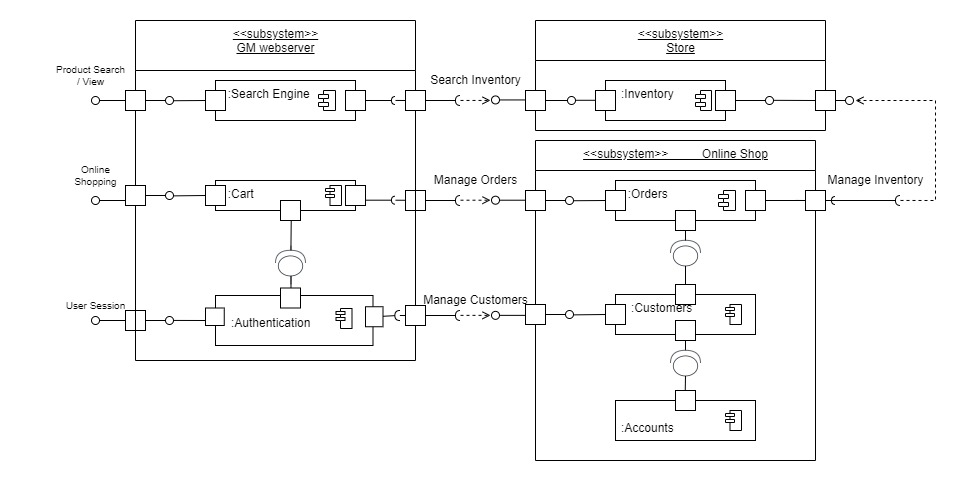 <<subsystem>>
GM webserver
<<subsystem>>
Store
Product Search
/ View
:Search Engine
Search Inventory
:Inventory
<<subsystem>> Online Shop
Online
Shopping
:Cart
Manage Orders
:Orders
Manage Inventory
User Session
:Authentication
Manage Customers
:Customers
:Accounts